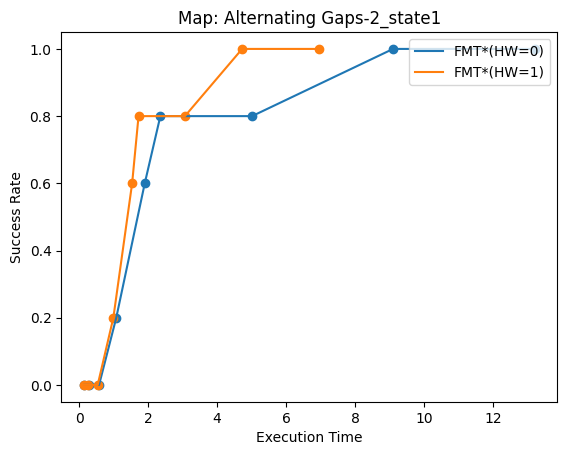 Map: Alternating Gaps-2_state1
FMT*(HW=0)
FMT*(HW=1)
Success Rate
1.0
0.8
0.6
0.4
0.2
0.0
0 2 4 6 8 10 12
Execution Time